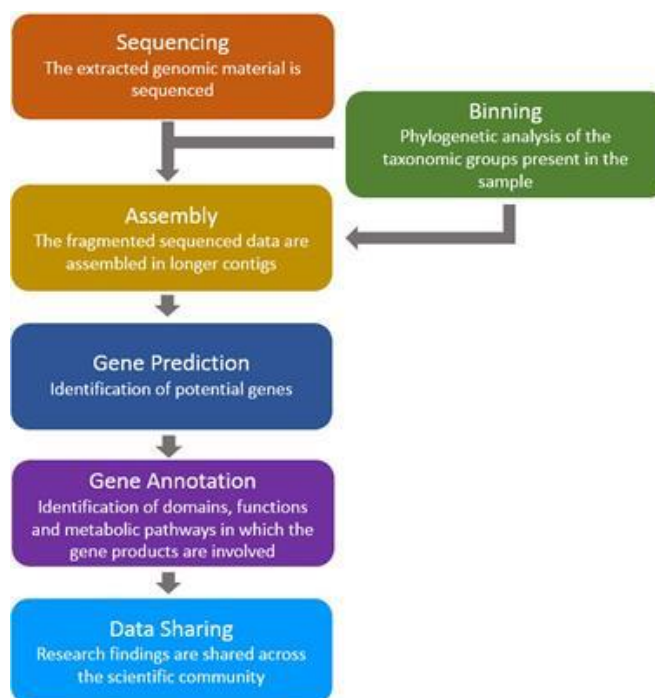 Sequencing
The extracted genomic material is
sequenced
Binning
Phylogenetic analysis of the
taxonomic groups present in the
sample
Assembly
The fragmented sequenced data are
assembled in longer contigs
Gene Prediction
Identification of potential genes
Gene Annotation
Identification of domains, functions
and metabolic pathways in which the
gene products are involved
Data Sharing
Research findings are shared across
the scientific community